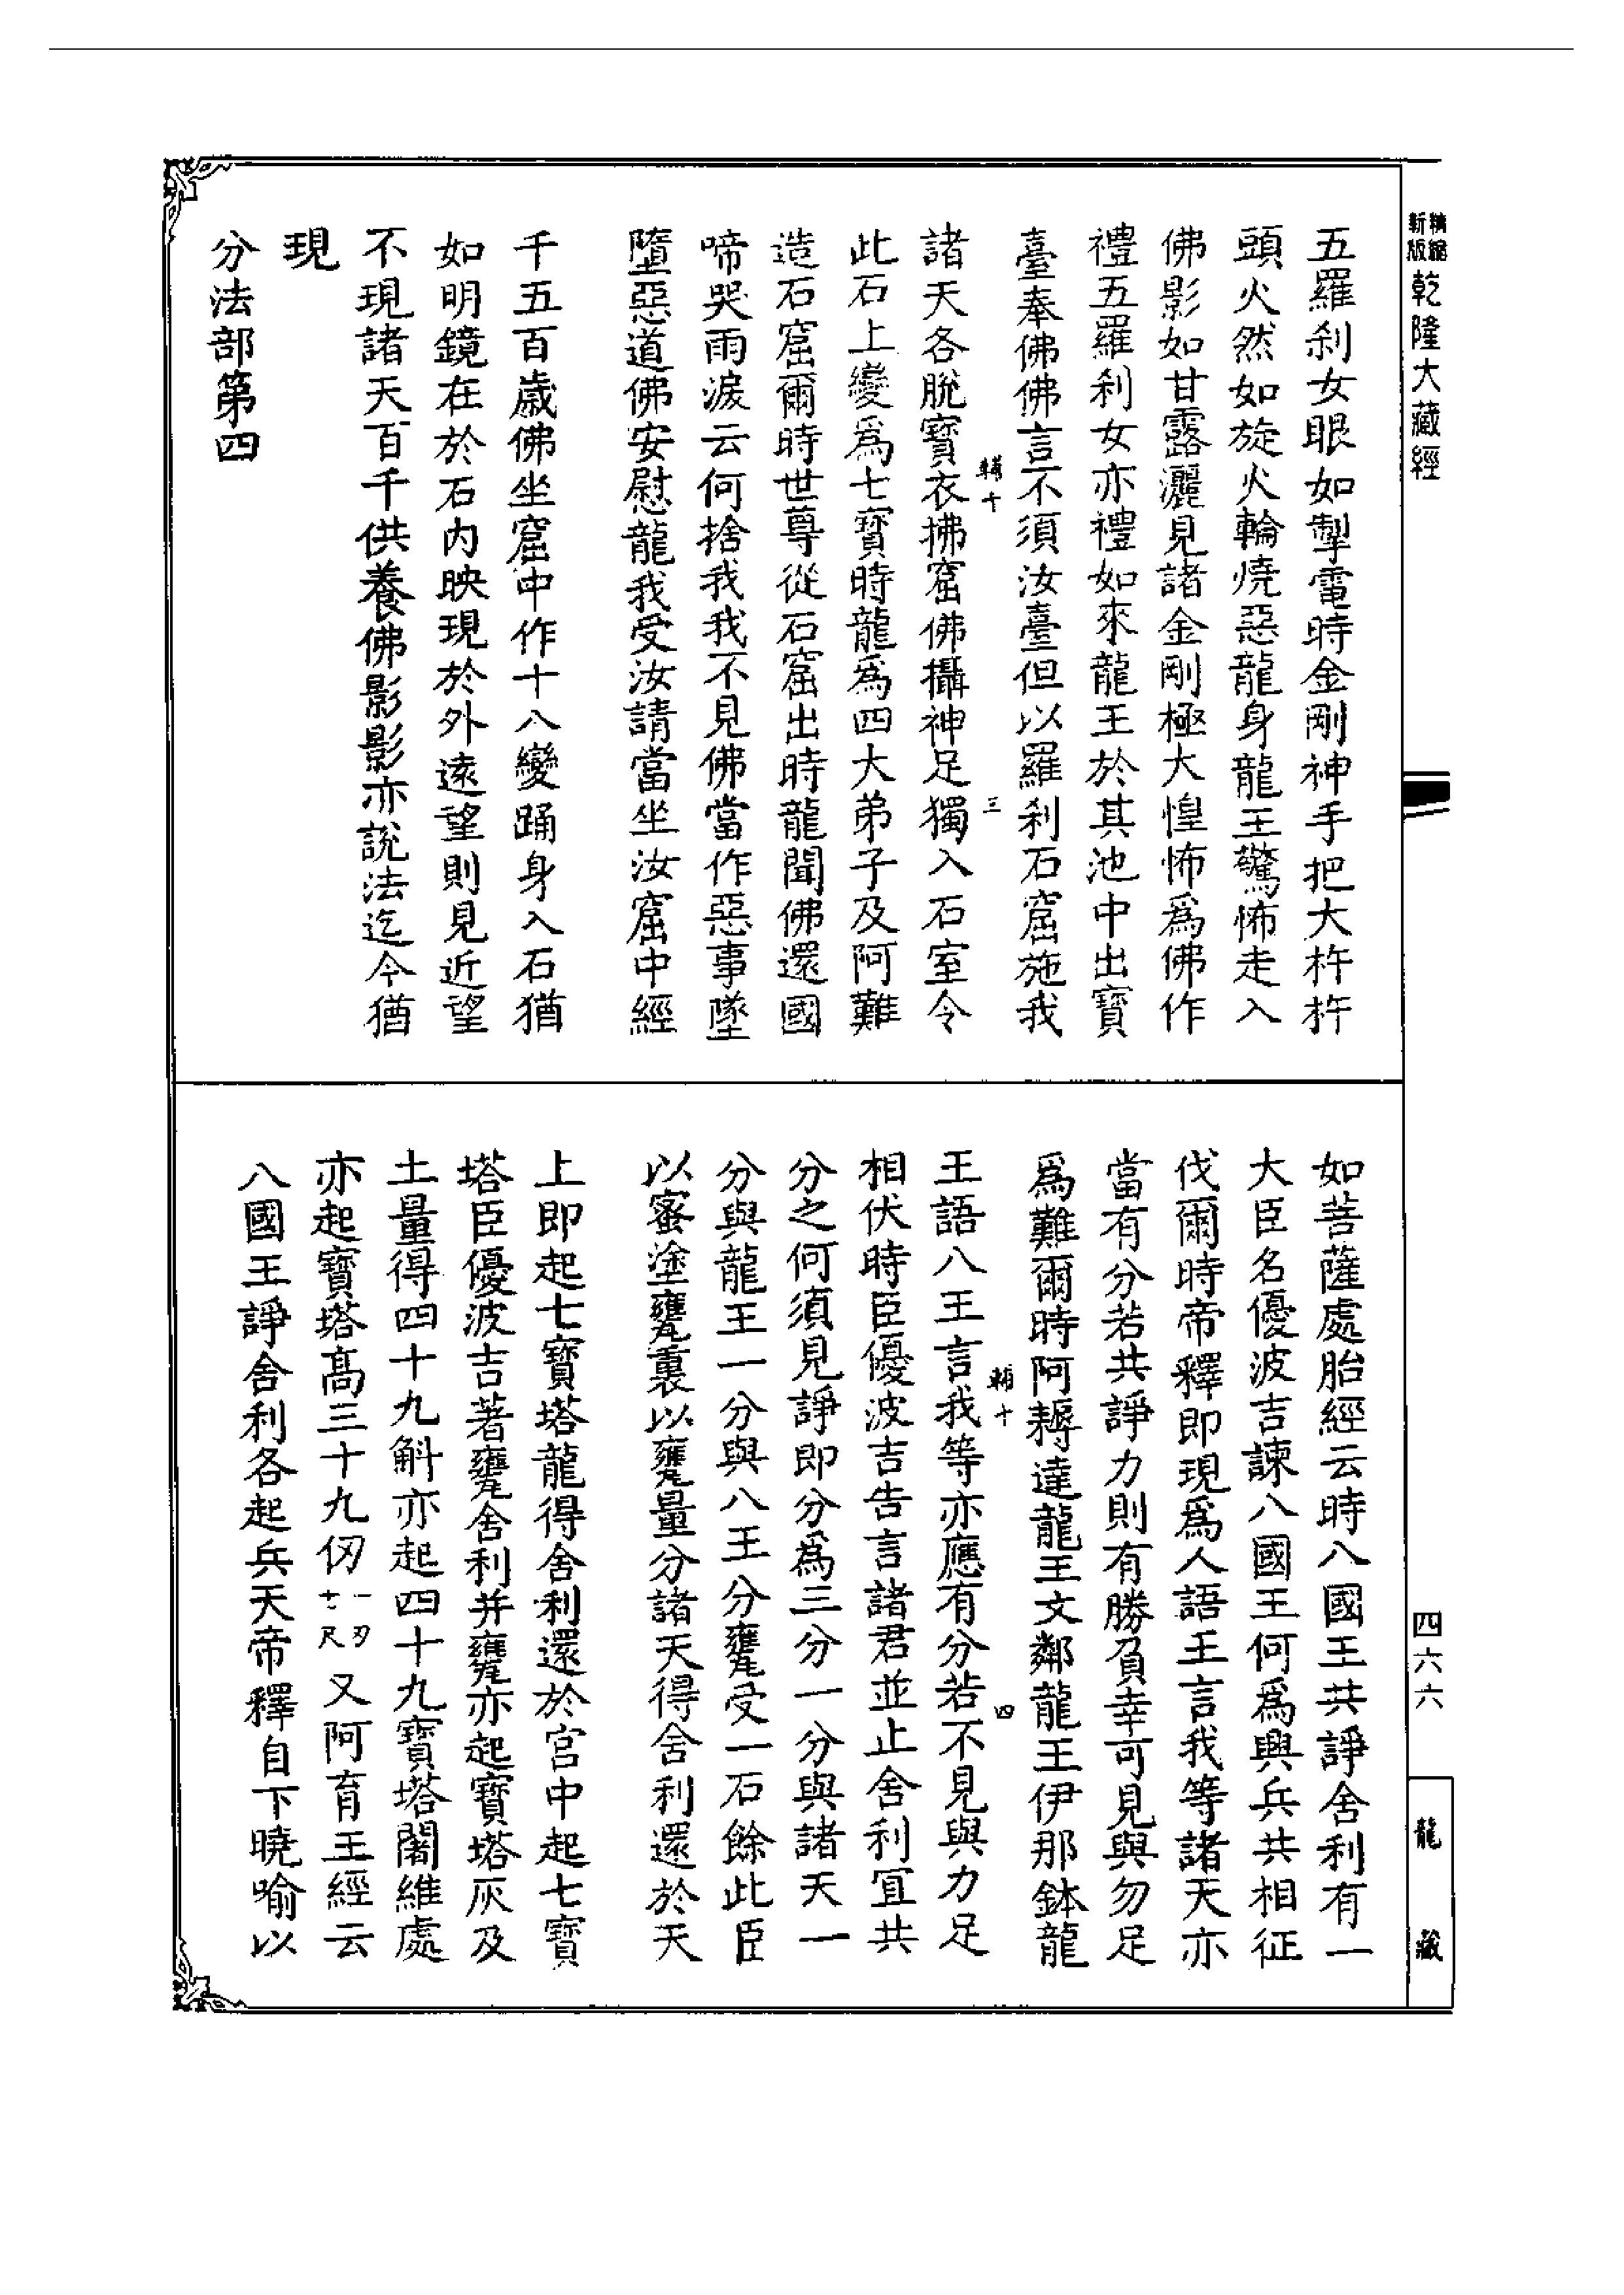 精縮
新版
乾隆大藏經
五羅刹女眼如掣電時金剛神手把大杵杵
頭火然如旋火輪燒惡龍身龍王驚怖走入
佛影如甘露灑見諸金剛極大惶怖爲佛作
禮五羅刹女亦禮如來龍王於其池中出寶
臺奉佛佛言不須汝臺但以羅刹石窟施我
輔十
三
諸天各脫寶衣拂窟佛攝神足獨入石室令
此石上變爲七寶時龍爲四大弟子及阿難
造石窟爾時世尊從石窟出時龍聞佛還國
啼哭雨淚云何捨我我不見佛當作惡事墜
墮惡道佛安慰龍我受汝請當坐汝窟中經
千五百歲佛坐窟中作十八變踊身入石猶
如明鏡在於石內映現於外遠望則見近望
不現諸天百千供養佛影影亦說法迄今猶
現
分法部第四
如菩薩處胎經云時八國王共諍舍利有一
大臣名優波吉諫八國王何爲興兵共相征
伐爾時帝釋即現爲人語王言我等諸天亦
當有分若共諍力則有勝負幸可見與勿足
爲難爾時阿耨達龍王文鄰龍王伊那鉢龍
輔十
四
王語八王言我等亦應有分若不見與力足
相伏時臣優波吉告言諸君並止舍利宜共
分之何須見諍即分爲三分一分與諸天一
分與龍王一分與八王分甕受一石餘此臣
以蜜塗甕裏以甕量分諸天得舍利還於天
上即起七寶塔龍得舍利還於宮中起七寶
塔臣優波吉著甕舍利并甕亦起寶塔灰及
土量得四十九斛亦起四十九寶塔闍維處
亦起寶塔高三十九仞一刃七尺又阿育王經云
八國王諍舍利各起兵天帝釋自下曉喻以
四六六
龍藏